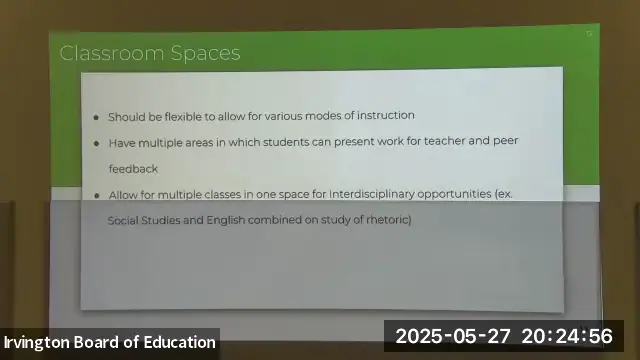 Classroom Spaces
● Should be flexible to allow for various modes of instruction
● Have multiple areas in which students can present work for teacher and peer
feedback
● Allow for multiple classes in one space for interdisciplinary opportunities (ex.
Social Studies and English combined on study of rhetoric)
Irvington Board of Education
2025-05-27 20:24:56